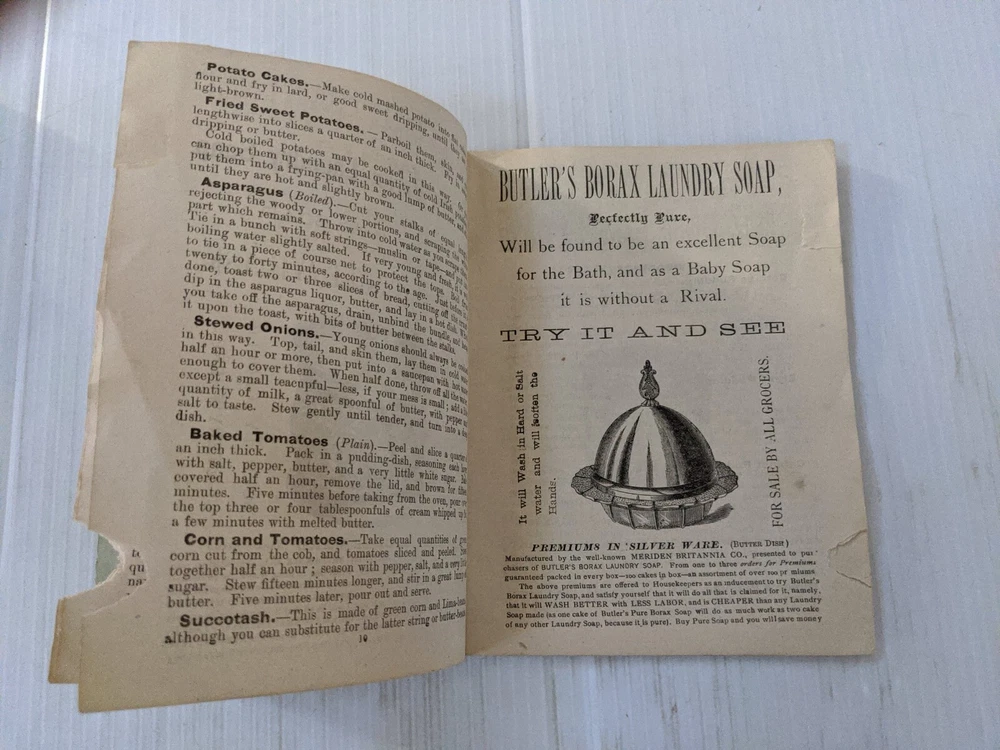 Potato Cakes.—Make cold mashed potato into flat
flour and fry in lard, or good sweet dripping, until they are
light-brown.
Fried Sweet Potatoes. — Parboil them, skin, and
lengthwise into slices a quarter of an inch thick. Fry in
dripping or butter.
Cold boiled potatoes may be cooked in this way. Or
can chop them up with an equal quantity of cold Irish
put them into a frying-pan with a good lump of butter, and
until they are hot and slightly brown.
Asparagus (Boiled).—Cut your stalks of equal
rejecting the woody or lower portions, and scraping the
part which remains. Throw into cold water as you scrape
Tie in a bunch with soft strings—muslin or tape—and put
boiling water slightly salted. If very young and fresh,
to tie in a piece of course net to protect the tops. Boil
twenty to forty minutes, according to the age. Just before
done, toast two or three slices of bread, cutting off the
dip in the asparagus liquor, butter, and lay in a hot dish.
you take off the asparagus, drain, unbind the bundle, and
it upon the toast, with bits of butter between the stalks.
Stewed Onions.—Young onions should always be cooked
in this way. Top, tail, and skin them, lay them in cold
half an hour or more, then put into a saucepan with hot
enough to cover them. When half done, throw off all the
except a small teacupful—less, if your mess is small; add a
quantity of milk, a great spoonful of butter, with pepper
salt to taste. Stew gently until tender, and turn into a
dish.
Baked Tomatoes (Plain).—Peel and slice a quarter
an inch thick. Pack in a pudding-dish, seasoning each
with salt, pepper, butter, and a very little white sugar.
covered half an hour, remove the lid, and brown for
minutes. Five minutes before taking from the oven, pour
the top three or four tablespoonfuls of cream whipped up
a few minutes with melted butter.
Corn and Tomatoes.—Take equal quantities of
corn cut from the cob, and tomatoes sliced and peeled.
together half an hour; season with pepper, salt, and a very
sugar. Stew fifteen minutes longer, and stir in a great lump
butter. Five minutes later, pour out and serve.
Succotash.—This is made of green corn and Lima-beans,
although you can substitute for the latter string or butter-beans.
10
qu
BUTLER'S BORAX LAUNDRY SOAP,
Perfectly Pure,
Will be found to be an excellent Soap
for the Bath, and as a Baby Soap
it is without a Rival.
TRY IT AND SEE
It will Wash in Hard or Salt
water and will soften the
Hands.
FOR SALE BY ALL GROCERS.
PREMIUMS IN SILVER WARE. (BUTTER DISH)
Manufactured by the well-known MERIDEN BRITANNIA CO., presented to pur-
chasers of BUTLER'S BORAX LAUNDRY SOAP. From one to three orders for Premiums
guaranteed packed in every box—100 cakes in box—an assortment of over 100 pr miums.
The above premiums are offered to Housekeepers as an inducement to try Butler's
Borax Laundry Soap, and satisfy yourself that it will do all that is claimed for it, namely,
that it will WASH BETTER with LESS LABOR, and is CHEAPER than any Laundry
Soap made (as one cake of Butler's Pure Borax Soap will do as much work as two cake
of any other Laundry Soap, because it is pure). Buy Pure Soap and you will save money